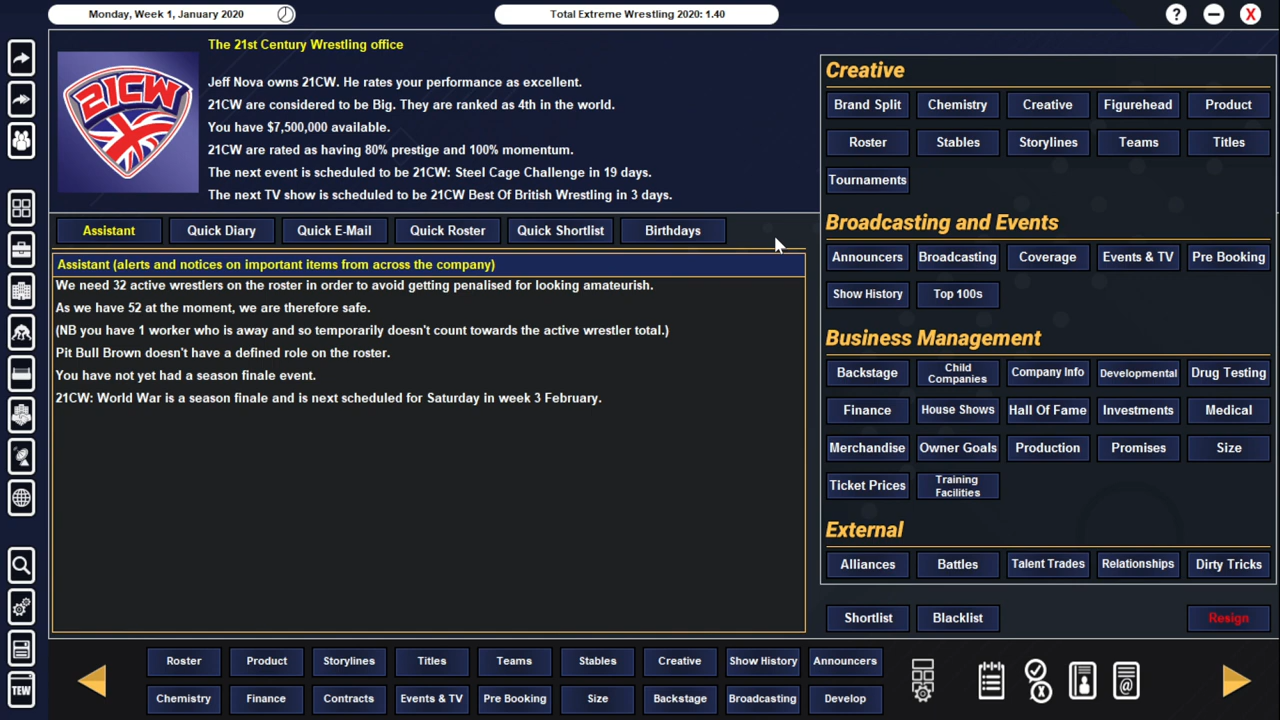 Monday, Week 1, January 2020
Total Extreme Wrestling 2020: 1.40
?
X
21CW
The 21st Century Wrestling office
Jeff Nova owns 21CW. He rates your performance as excellent.
21CW are considered to be Big. They are ranked as 4th in the world.
You have $7,500,000 available.
21CW are rated as having 80% prestige and 100% momentum.
The next event is scheduled to be 21CW: Steel Cage Challenge in 19 days.
The next TV show is scheduled to be 21CW Best Of British Wrestling in 3 days.
Assistant Quick Diary Quick E-Mail Quick Roster Quick Shortlist Birthdays
Assistant (alerts and notices on important items from across the company)
We need 32 active wrestlers on the roster in order to avoid getting penalised for looking amateurish.
As we have 52 at the moment, we are therefore safe.
(NB you have 1 worker who is away and so temporarily doesn't count towards the active wrestler total.)
Pit Bull Brown doesn't have a defined role on the roster.
You have not yet had a season finale event.
21CW: World War is a season finale and is next scheduled for Saturday in week 3 February.
Creative
Brand Split Chemistry Creative Figurehead Product
Roster Stables Storylines Teams Titles
Tournaments
Broadcasting and Events
Announcers Broadcasting Coverage Events & TV Pre Booking
Show History Top 100s
Business Management
Backstage Child Companies Company Info Developmental Drug Testing
Finance House Shows Hall Of Fame Investments Medical
Merchandise Owner Goals Production Promises Size
Ticket Prices Training Facilities
External
Alliances Battles Talent Trades Relationships Dirty Tricks
Shortlist Blacklist Resign
Roster Product Storylines Titles Teams Stables Creative Show History Announcers
Chemistry Finance Contracts Events & TV Pre Booking Size Backstage Broadcasting Develop
TEW